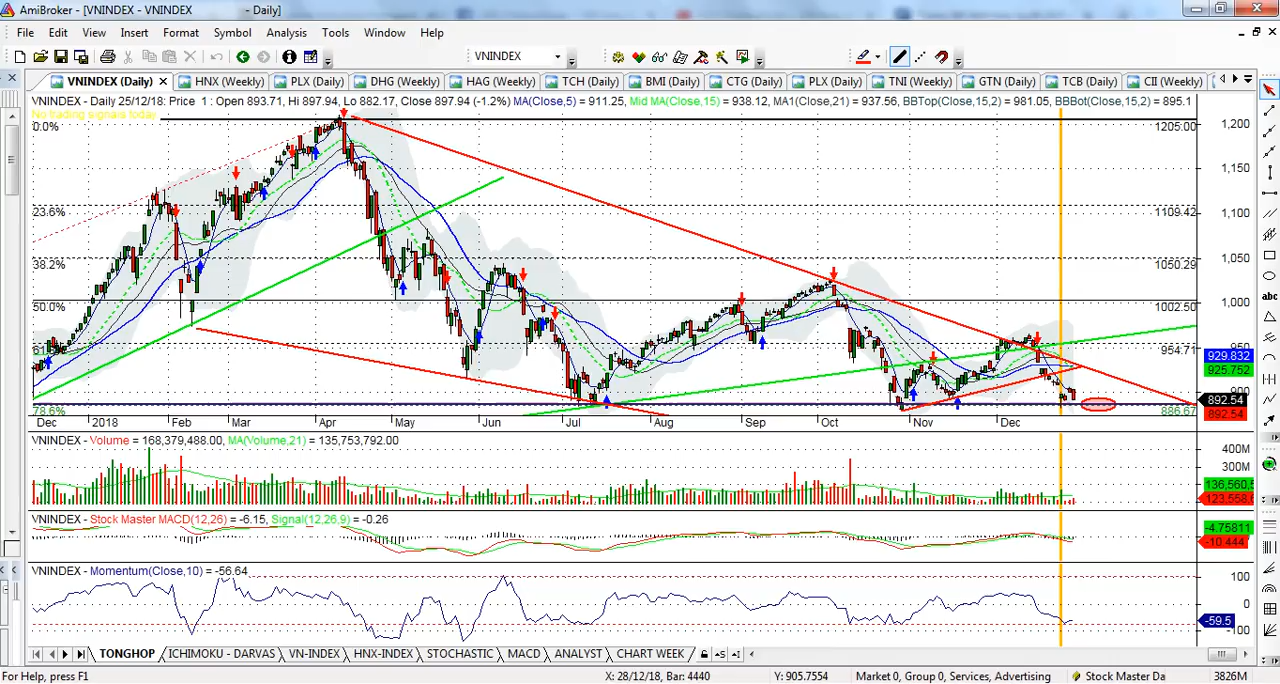 AmiBroker - [VNINDEX - VNINDEX - Daily]
File Edit View Insert Format Symbol Analysis Tools Window Help
VNINDEX
VNINDEX (Daily) HNX (Weekly) PLX (Daily) DHG (Weekly) HAG (Weekly) TCH (Daily) BMI (Daily) CTG (Daily) PLX (Daily) TNI (Weekly) GTN (Daily) TCB (Daily) CII (Weekly)
VNINDEX - Daily 25/12/18: Price 1 : Open 893.71, Hi 897.94, Lo 882.17, Close 897.94 (-1.2%) MA(Close,5) = 911.25, Mid MA(Close,15) = 938.12, MA1(Close,21) = 937.56, BBTop(Close,15,2) = 981.05, BBBot(Close,15,2) = 895.1
No trading signals today
0.0% 1205.00 1,200
1,150
23.6% 1109.42 1,100
38.2% 1050.29 1,050
50.0% 1002.50 1,000
954.71
929.832
925.752
892.54
892.54
78.6% 886.67
Dec 2018 Feb Mar Apr May Jun Jul Aug Sep Oct Nov Dec
VNINDEX - Volume = 168,379,488.00, MA(Volume,21) = 135,753,792.00
400M
300M
136,560,5
123,558,6
VNINDEX - Stock Master MACD(12,26) = -6.15, Signal(12,26,9) = -0.26
-4.75811
-10.444
VNINDEX - Momentum(Close,10) = -56.64
100
0
-59.5
-100
TONGHOP ICHIMOKU - DARVAS VN-INDEX HNX-INDEX STOCHASTIC MACD ANALYST CHART WEEK
For Help, press F1 X: 28/12/18, Bar: 4440 Y: 905.7554 Market 0, Group 0, Services, Advertising Stock Master Da 3826M
abc